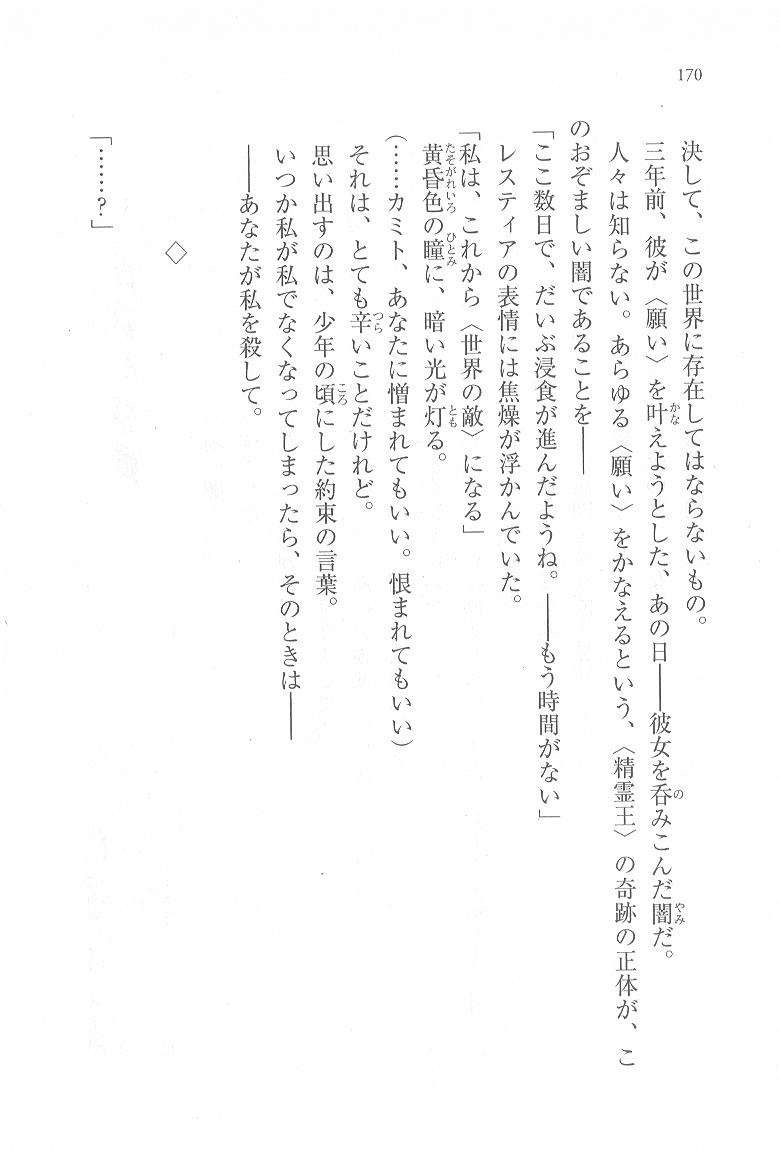 170
決して、この世界に存在してはならないもの。
三年前、彼が〈願い〉を叶えようとした、あの日――彼女を呑みこんだ闇だ。
人々は知らない。あらゆる〈願い〉をかなえるという、〈精霊王〉の奇跡の正体が、こ
のおぞましい闇であることを――
「ここ数日で、だいぶ浸食が進んだようね。――もう時間がない」
レスティアの表情には焦燥が浮かんでいた。
「私は、これから〈世界の敵〉になる」
黄昏色の瞳に、暗い光が灯る。
(……カミト、あなたに憎まれてもいい。恨まれてもいい)
それは、とても辛いことだけれど。
思い出すのは、少年の頃にした約束の言葉。
いつか私が私でなくなってしまったら、そのときは――
――あなたが私を殺して。
◇
「……?」